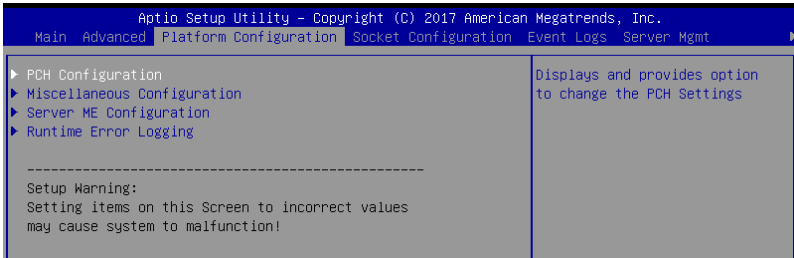 Aptio Setup Utility – Copyright (C) 2017 American Megatrends, Inc.
Main Advanced Platform Configuration Socket Configuration Event Logs Server Mgmt
PCH Configuration
Miscellaneous Configuration
Server ME Configuration
Runtime Error Logging
------------------------------------------------
Setup Warning:
Setting items on this Screen to incorrect values
may cause system to malfunction!
Displays and provides option
to change the PCH Settings